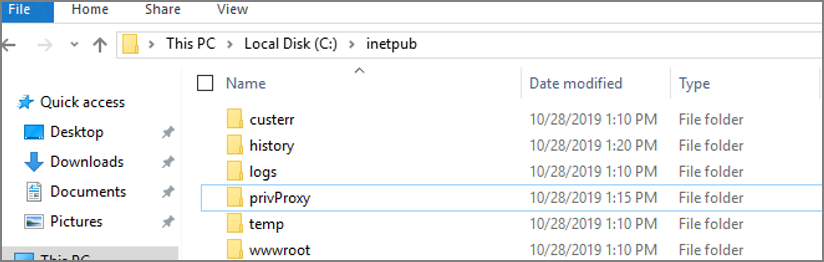 File Home Share View
This PC Local Disk (C:) inetpub
Name Date modified Type
Quick access
Desktop
Downloads
Documents
Pictures
This PC
custerr 10/28/2019 1:10 PM File folder
history 10/28/2019 1:20 PM File folder
logs 10/28/2019 1:10 PM File folder
privProxy 10/28/2019 1:15 PM File folder
temp 10/28/2019 1:10 PM File folder
wwwroot 10/28/2019 1:10 PM File folder